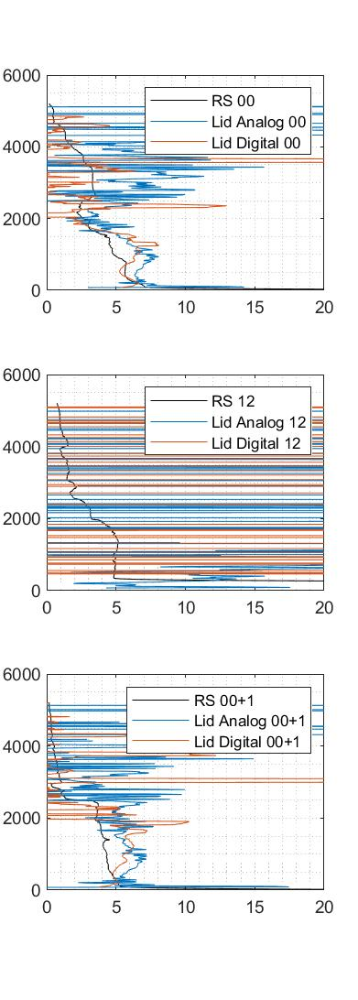 6000
RS 00
Lid Analog 00
Lid Digital 00
4000
2000
0
0 5 10 15 20
6000
RS 12
Lid Analog 12
Lid Digital 12
4000
2000
0
0 5 10 15 20
6000
RS 00+1
Lid Analog 00+1
Lid Digital 00+1
4000
2000
0
0 5 10 15 20